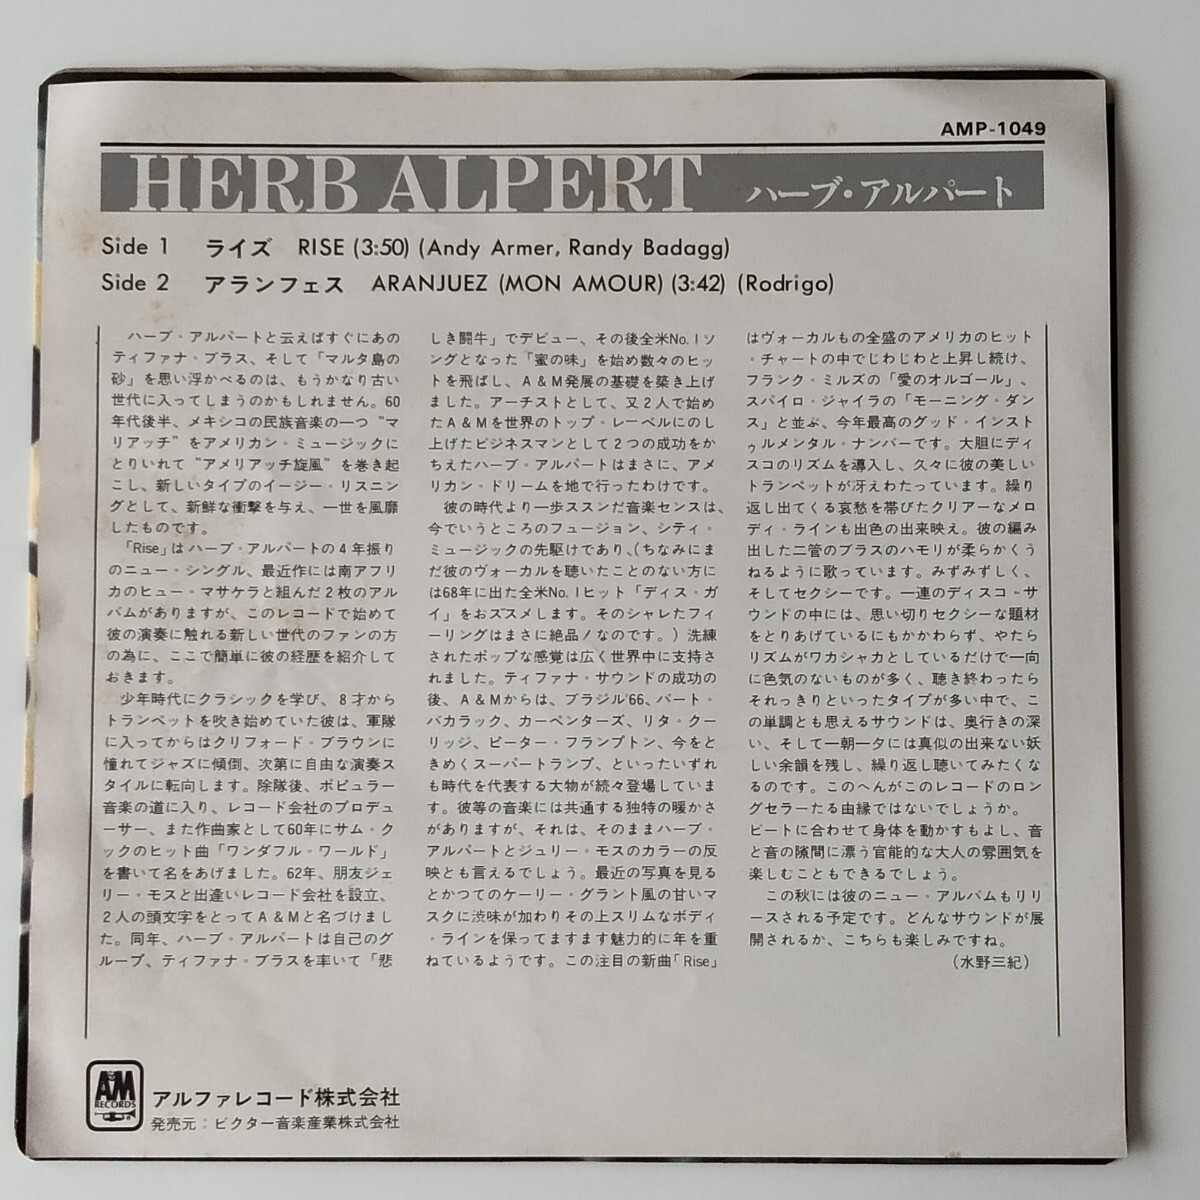 AMP-1049
HERB ALPERT ハーブ・アルパート
Side 1 ライズ RISE (3:50) (Andy Armer, Randy Badagg)
Side 2 アランフェス ARANJUEZ (MON AMOUR) (3:42) (Rodrigo)
ハーブ・アルパートと云えばすぐにあの
ティファナ・ブラス、そして「マルタ島の
砂」を思い浮かべるのは、もうかなり古い
世代に入ってしまうのかもしれません。60
年代後半、メキシコの民族音楽の一つ“マ
リアッチ”をアメリカン・ミュージックに
とりいれて“アメリアッチ旋風”を巻き起
こし、新しいタイプのイージー・リスニン
グとして、新鮮な衝撃を与え、一世を風靡
したものです。
「Rise」はハーブ・アルパートの4年振り
のニュー・シングル、最近作には南アフリ
カのヒュー・マサケラと組んだ2枚のアル
バムがありますが、このレコードで始めて
彼の演奏に触れる新しい世代のファンの方
の為に、ここで簡単に彼の経歴を紹介して
おきます。
少年時代にクラシックを学び、8才から
トランペットを吹き始めていた彼は、軍隊
に入ってからはクリフォード・ブラウンに
憧れてジャズに傾倒、次第に自由な演奏ス
タイルに転向します。除隊後、ポピュラー
音楽の道に入り、レコード会社のプロデュ
ーサー、また作曲家として60年にサム・ク
ックのヒット曲「ワンダフル・ワールド」
を書いて名をあげました。62年、朋友ジェ
リー・モスと出逢いレコード会社を設立、
2人の頭文字をとってA&Mと名づけまし
た。同年、ハーブ・アルパートは自己のグ
ループ、ティファナ・ブラスを率いて「悲
しき闘牛」でデビュー、その後全米No.1ソ
ングとなった「蜜の味」を始め数々のヒッ
トを飛ばし、A&M発展の基礎を築き上げ
ました。アーチストとして、又2人で始め
たA&Mを世界のトップ・レーベルにのし
上げたビジネスマンとして2つの成功をか
ちえたハーブ・アルパートはまさに、アメ
リカン・ドリームを地で行ったわけです。
彼の時代より一歩ススンだ音楽センスは、
今でいうところのフュージョン、シティ・
ミュージックの先駆けであり、(ちなみにま
だ彼のヴォーカルを聴いたことのない方に
は68年に出た全米No.1ヒット「ディス・ガ
イ」をおススメします。そのシャレたフィ
ーリングはまさに絶品!なのです。)洗練
されたポップな感覚は広く世界中に支持さ
れました。ティファナ・サウンドの成功の
後、A&Mからは、ブラジル'66、バート・
バカラック、カーペンターズ、リタ・クー
リッジ、ピーター・フランプトン、今をと
きめくスーパートランプ、といったいずれ
も時代を代表する大物が続々登場していま
す。彼等の音楽には共通する独特の暖かさ
がありますが、それは、そのままハーブ・
アルパートとジェリー・モスのカラーの反
映とも言えるでしょう。最近の写真を見る
とかつてのケーリー・グラント風の甘いマ
スクに渋味が加わりその上スリムなボディ
・ラインを保ってますます魅力的に年を重
ねているようです。この注目の新曲「Rise」
はヴォーカルもの全盛のアメリカのヒット
・チャートの中でじわじわと上昇し続け、
フランク・ミルズの「愛のオルゴール」、
スパイロ・ジャイラの「モーニング・ダン
ス」と並ぶ、今年最高のグッド・インスト
ゥルメンタル・ナンバーです。大胆にディ
スコのリズムを導入し、久々に彼の美しい
トランペットが冴えわたっています。繰り
返し出てくる哀愁を帯びたクリアーなメロ
ディ・ラインも出色の出来映え。彼の編み
出した二管のブラスのハモリが柔らかくう
ねるように歌っています。みずみずしく、
そしてセクシーです。一連のディスコ・サ
ウンドの中には、思い切りセクシーな題材
をとりあげているにもかかわらず、やたら
リズムがワカシャカとしているだけで一向
に色気のないものが多く、聴き終わったら
それっきりといったタイプが多い中で、こ
の単調とも思えるサウンドは、奥行きの深
い、そして一朝一夕には真似の出来ない妖
しい余韻を残し、繰り返し聴いてみたくな
るのです。このへんがこのレコードのロン
グセラーたる由縁ではないでしょうか。
ビートに合わせて身体を動かすもよし、音
と音の隙間に漂う官能的な大人の雰囲気を
楽しむこともできるでしょう。
この秋には彼のニュー・アルバムもリリ
ースされる予定です。どんなサウンドが展
開されるか、こちらも楽しみですね。
(水野三紀)
A&M RECORDS アルファレコード株式会社
発売元:ビクター音楽産業株式会社